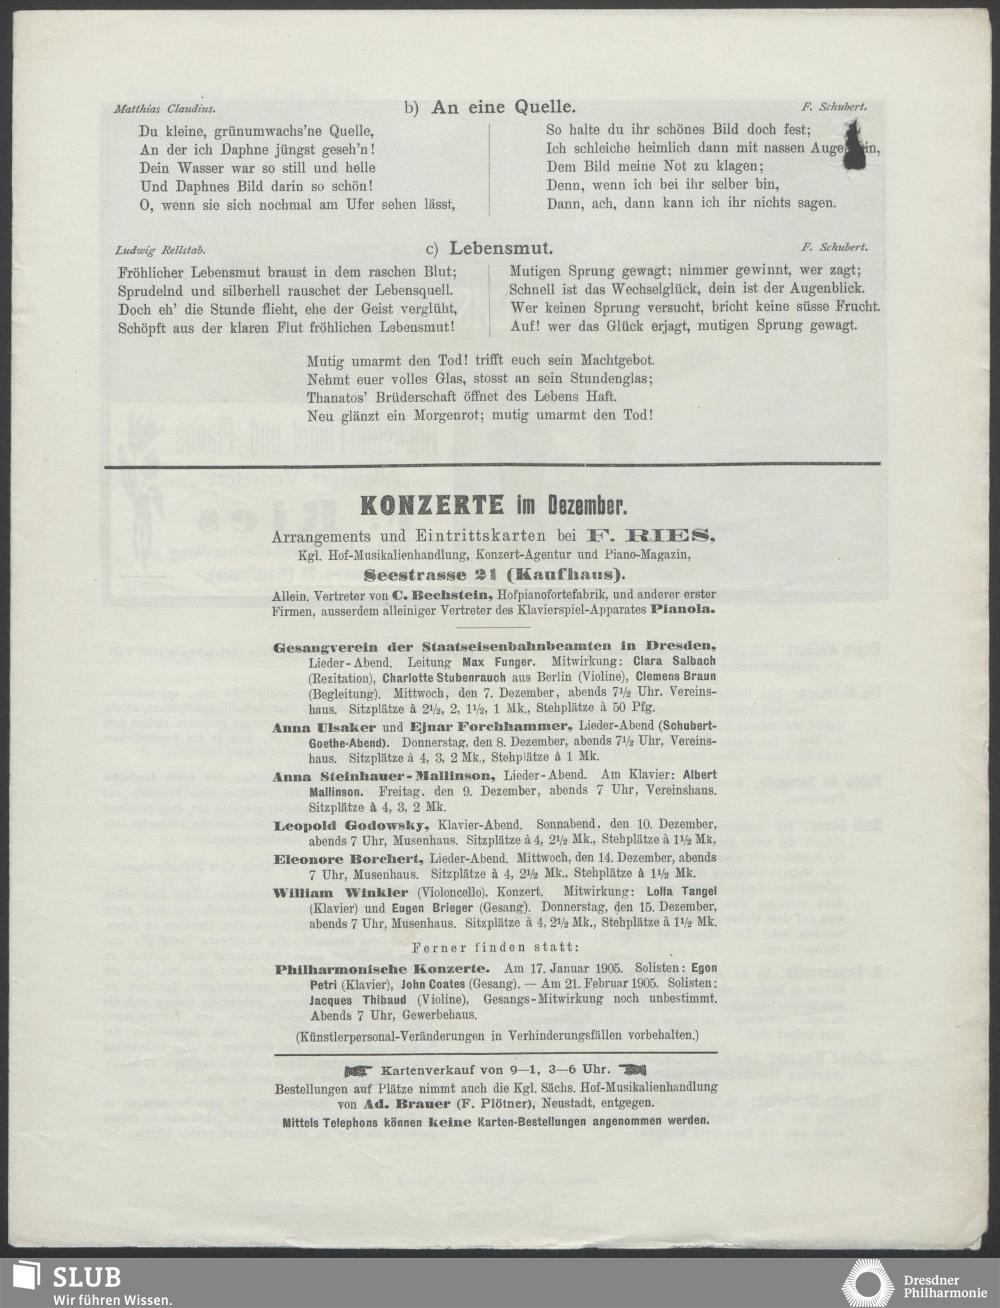 Matthias Claudius. b) An eine Quelle. F. Schubert.
Du kleine, grünumwachs'ne Quelle,
An der ich Daphne jüngst geseh'n!
Dein Wasser war so still und helle
Und Daphnes Bild darin so schön!
O, wenn sie sich nochmal am Ufer sehen lässt,
So halte du ihr schönes Bild doch fest;
Ich schleiche heimlich dann mit nassen Auge in,
Dem Bild meine Not zu klagen;
Denn, wenn ich bei ihr selber bin,
Dann, ach, dann kann ich ihr nichts sagen.
Ludwig Rellstab. c) Lebensmut. F. Schubert.
Fröhlicher Lebensmut braust in dem raschen Blut;
Sprudelnd und silberhell rauschet der Lebensquell.
Doch eh' die Stunde flieht, ehe der Geist verglüht,
Schöpft aus der klaren Flut fröhlichen Lebensmut!
Mutigen Sprung gewagt; nimmer gewinnt, wer zagt;
Schnell ist das Wechselglück, dein ist der Augenblick.
Wer keinen Sprung versucht, bricht keine süsse Frucht.
Auf! wer das Glück erjagt, mutigen Sprung gewagt.
Mutig umarmt den Tod! trifft euch sein Machtgebot.
Nehmt euer volles Glas, stosst an sein Stundenglas;
Thanatos' Brüderschaft öffnet des Lebens Haft.
Neu glänzt ein Morgenrot; mutig umarmt den Tod!
KONZERTE im Dezember.
Arrangements und Eintrittskarten bei F. RIES,
Kgl. Hof-Musikalienhandlung, Konzert-Agentur und Piano-Magazin,
Seestrasse 21 (Kaufhaus).
Allein. Vertreter von C. Bechstein, Hofpianofortefabrik, und anderer erster
Firmen, ausserdem alleiniger Vertreter des Klavierspiel-Apparates Pianola.
Gesangverein der Staatseisenbahnbeamten in Dresden,
Lieder-Abend. Leitung Max Funger. Mitwirkung: Clara Salbach
(Rezitation), Charlotte Stubenrauch aus Berlin (Violine), Clemens Braun
(Begleitung). Mittwoch, den 7. Dezember, abends 7½ Uhr. Vereins-
haus. Sitzplätze à 2½, 2, 1½, 1 Mk., Stehplätze à 50 Pfg.
Anna Ulsaker und Ejnar Forchhammer, Lieder-Abend (Schubert-
Goethe-Abend). Donnerstag, den 8. Dezember, abends 7½ Uhr, Vereins-
haus. Sitzplätze à 4, 3, 2 Mk., Stehplätze à 1 Mk.
Anna Steinhauer-Mallinson, Lieder-Abend. Am Klavier: Albert
Mallinson. Freitag, den 9. Dezember, abends 7 Uhr, Vereinshaus.
Sitzplätze à 4, 3, 2 Mk.
Leopold Godowsky, Klavier-Abend. Sonnabend, den 10. Dezember,
abends 7 Uhr, Musenhaus. Sitzplätze à 4, 2½ Mk., Stehplätze à 1½ Mk,
Eleonore Borchert, Lieder-Abend. Mittwoch, den 14. Dezember, abends
7 Uhr, Musenhaus. Sitzplätze à 4, 2½ Mk., Stehplätze à 1½ Mk.
William Winkler (Violoncello), Konzert. Mitwirkung: Lolla Tangel
(Klavier) und Eugen Brieger (Gesang). Donnerstag, den 15. Dezember,
abends 7 Uhr, Musenhaus. Sitzplätze à 4, 2½ Mk., Stehplätze à 1½ Mk.
Ferner finden statt:
Philharmonische Konzerte. Am 17. Januar 1905. Solisten: Egon
Petri (Klavier), John Coates (Gesang). — Am 21. Februar 1905. Solisten:
Jacques Thibaud (Violine), Gesangs-Mitwirkung noch unbestimmt.
Abends 7 Uhr, Gewerbehaus.
(Künstlerpersonal-Veränderungen in Verhinderungsfällen vorbehalten.)
Kartenverkauf von 9—1, 3—6 Uhr.
Bestellungen auf Plätze nimmt auch die Kgl. Sächs. Hof-Musikalienhandlung
von Ad. Brauer (F. Plötner), Neustadt, entgegen.
Mittels Telephons können keine Karten-Bestellungen angenommen werden.
SLUB
Wir führen Wissen.
Dresdner
Philharmonie